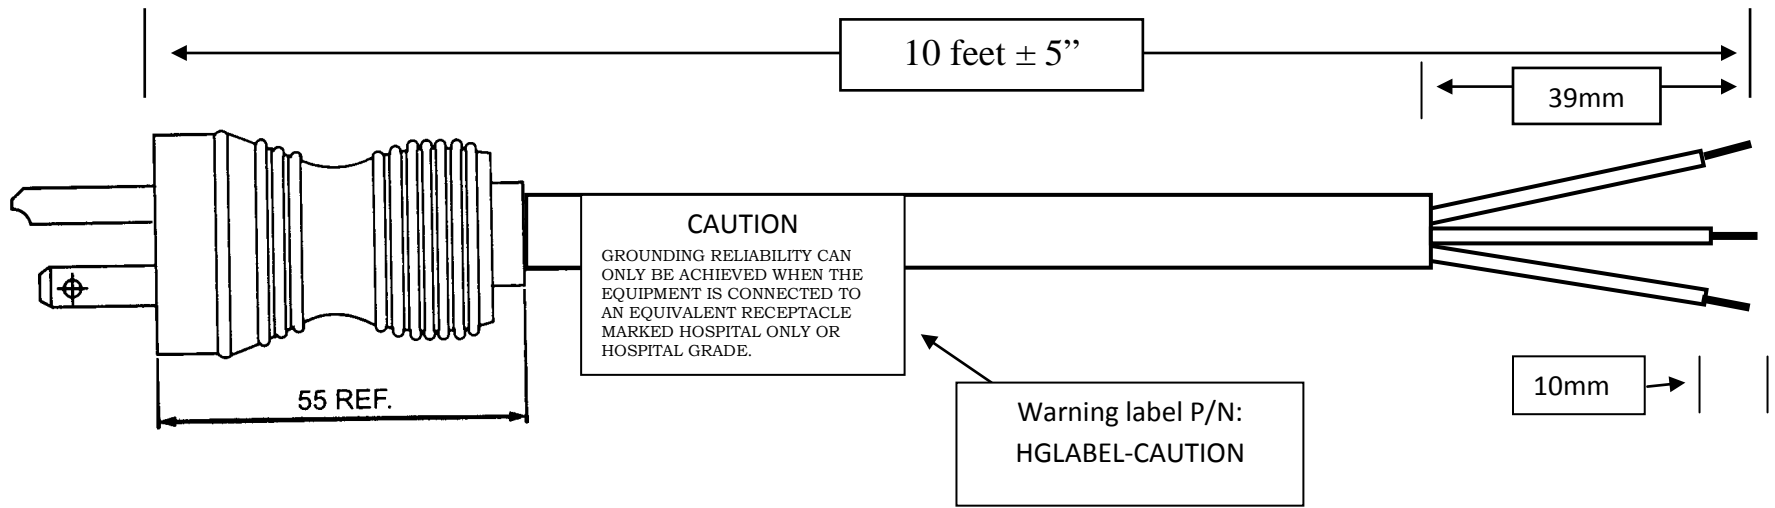 10 feet ± 5”
39mm
CAUTION
GROUNDING RELIABILITY CAN
ONLY BE ACHIEVED WHEN THE
EQUIPMENT IS CONNECTED TO
AN EQUIVALENT RECEPTACLE
MARKED HOSPITAL ONLY OR
HOSPITAL GRADE.
55 REF.
10mm
Warning label P/N:
HGLABEL-CAUTION